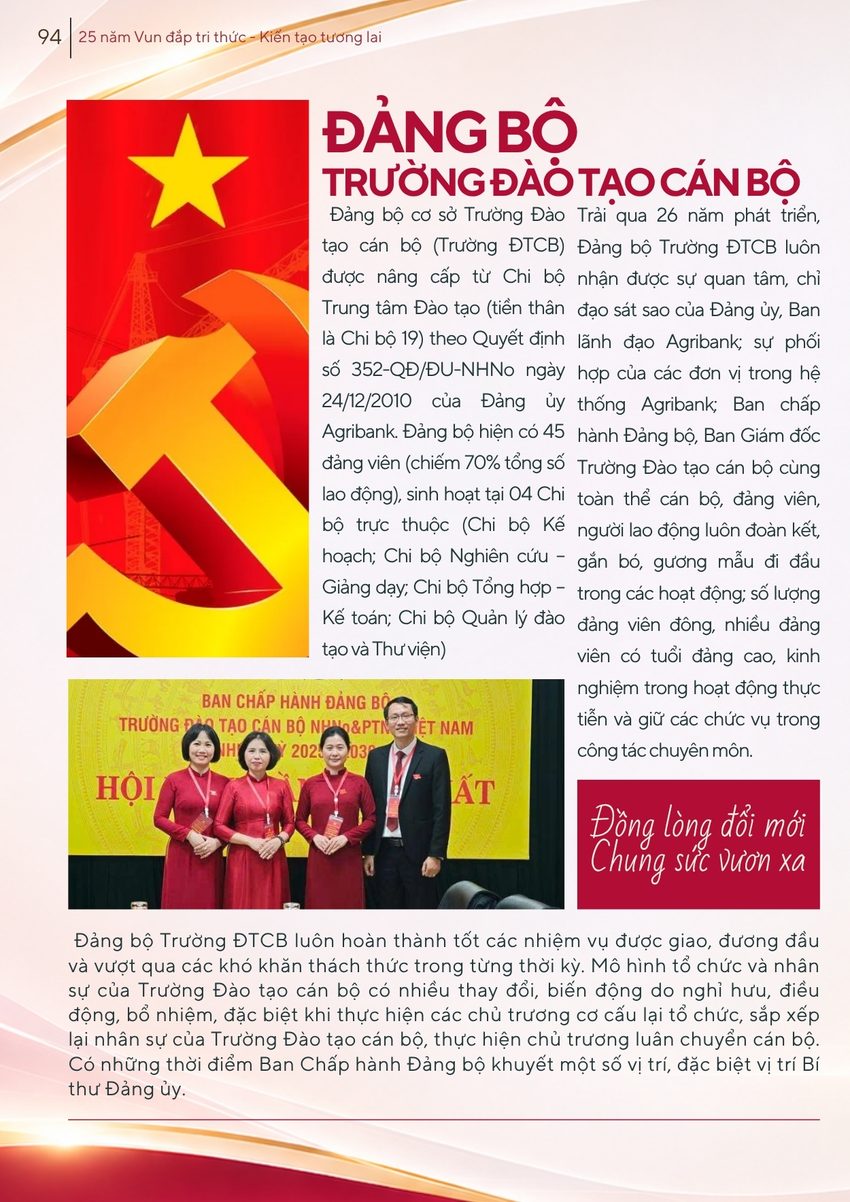 94
25 năm Vun đắp tri thức - Kiến tạo tương lai
ĐẢNG BỘ
TRƯỜNG ĐÀO TẠO CÁN BỘ
Đảng bộ cơ sở Trường Đào
tạo cán bộ (Trường ĐTCB)
được nâng cấp từ Chi bộ
Trung tâm Đào tạo (tiền thân
là Chi bộ 19) theo Quyết định
số 352-QĐ/ĐU-NHNo ngày
24/12/2010 của Đảng ủy
Agribank. Đảng bộ hiện có 45
đảng viên (chiếm 70% tổng số
lao động), sinh hoạt tại 04 Chi
bộ trực thuộc (Chi bộ Kế
hoạch; Chi bộ Nghiên cứu –
Giảng dạy; Chi bộ Tổng hợp –
Kế toán; Chi bộ Quản lý đào
tạo và Thư viện)
Trải qua 26 năm phát triển,
Đảng bộ Trường ĐTCB luôn
nhận được sự quan tâm, chỉ
đạo sát sao của Đảng ủy, Ban
lãnh đạo Agribank; sự phối
hợp của các đơn vị trong hệ
thống Agribank; Ban chấp
hành Đảng bộ, Ban Giám đốc
Trường Đào tạo cán bộ cùng
toàn thể cán bộ, đảng viên,
người lao động luôn đoàn kết,
gắn bó, gương mẫu đi đầu
trong các hoạt động; số lượng
đảng viên đông, nhiều đảng
viên có tuổi đảng cao, kinh
nghiệm trong hoạt động thực
tiễn và giữ các chức vụ trong
công tác chuyên môn.
BAN CHẤP HÀNH ĐẢNG BỘ
TRƯỜNG ĐÀO TẠO CÁN BỘ NHNo&PTNT VIỆT NAM
KỲ 2025
HỘI
Đồng lòng đổi mới
Chung sức vươn xa
Đảng bộ Trường ĐTCB luôn hoàn thành tốt các nhiệm vụ được giao, đương đầu
và vượt qua các khó khăn thách thức trong từng thời kỳ. Mô hình tổ chức và nhân
sự của Trường Đào tạo cán bộ có nhiều thay đổi, biến động do nghỉ hưu, điều
động, bổ nhiệm, đặc biệt khi thực hiện các chủ trương cơ cấu lại tổ chức, sắp xếp
lại nhân sự của Trường Đào tạo cán bộ, thực hiện chủ trương luân chuyển cán bộ.
Có những thời điểm Ban Chấp hành Đảng bộ khuyết một số vị trí, đặc biệt vị trí Bí
thư Đảng ủy.